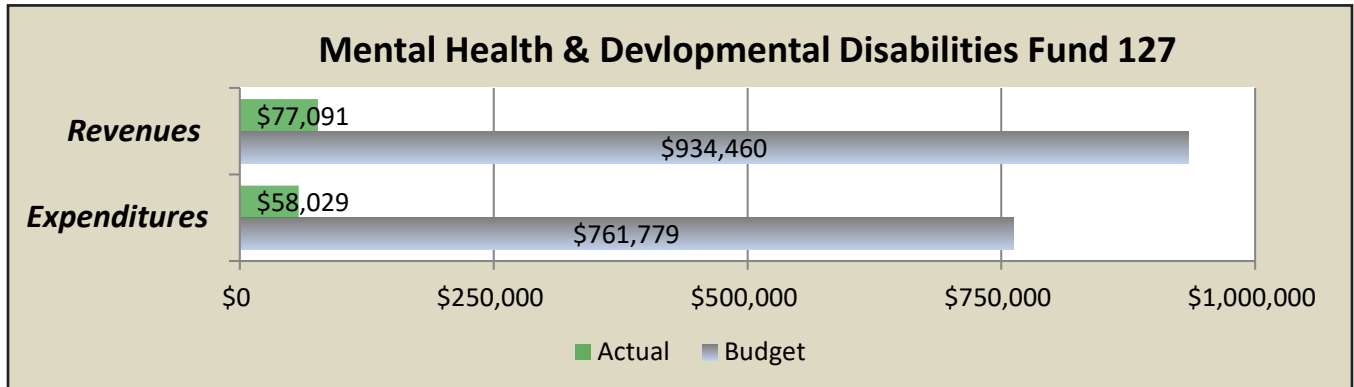 Mental Health & Devlopmental Disabilities Fund 127
Revenues
$77,091
$934,460
Expenditures
$58,029
$761,779
$0 $250,000 $500,000 $750,000 $1,000,000
Actual Budget